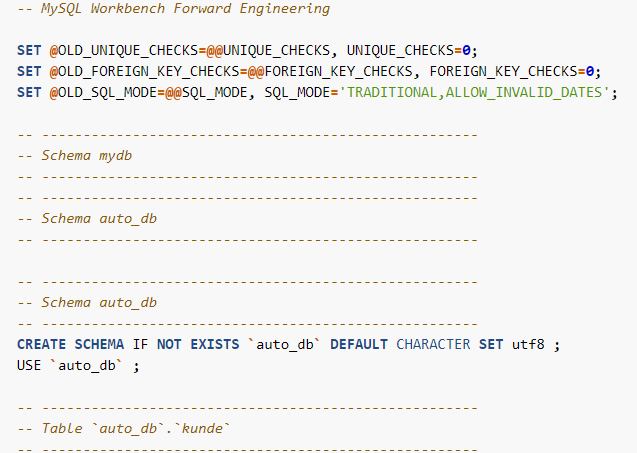 -- MySQL Workbench Forward Engineering
SET @OLD_UNIQUE_CHECKS=@@UNIQUE_CHECKS, UNIQUE_CHECKS=0;
SET @OLD_FOREIGN_KEY_CHECKS=@@FOREIGN_KEY_CHECKS, FOREIGN_KEY_CHECKS=0;
SET @OLD_SQL_MODE=@@SQL_MODE, SQL_MODE='TRADITIONAL,ALLOW_INVALID_DATES';
-- -----------------------------------------------------
-- Schema mydb
-- -----------------------------------------------------
-- -----------------------------------------------------
-- Schema auto_db
-- -----------------------------------------------------
-- -----------------------------------------------------
-- Schema auto_db
-- -----------------------------------------------------
CREATE SCHEMA IF NOT EXISTS `auto_db` DEFAULT CHARACTER SET utf8 ;
USE `auto_db` ;
-- -----------------------------------------------------
-- Table `auto_db`.`kunde`
-- -----------------------------------------------------